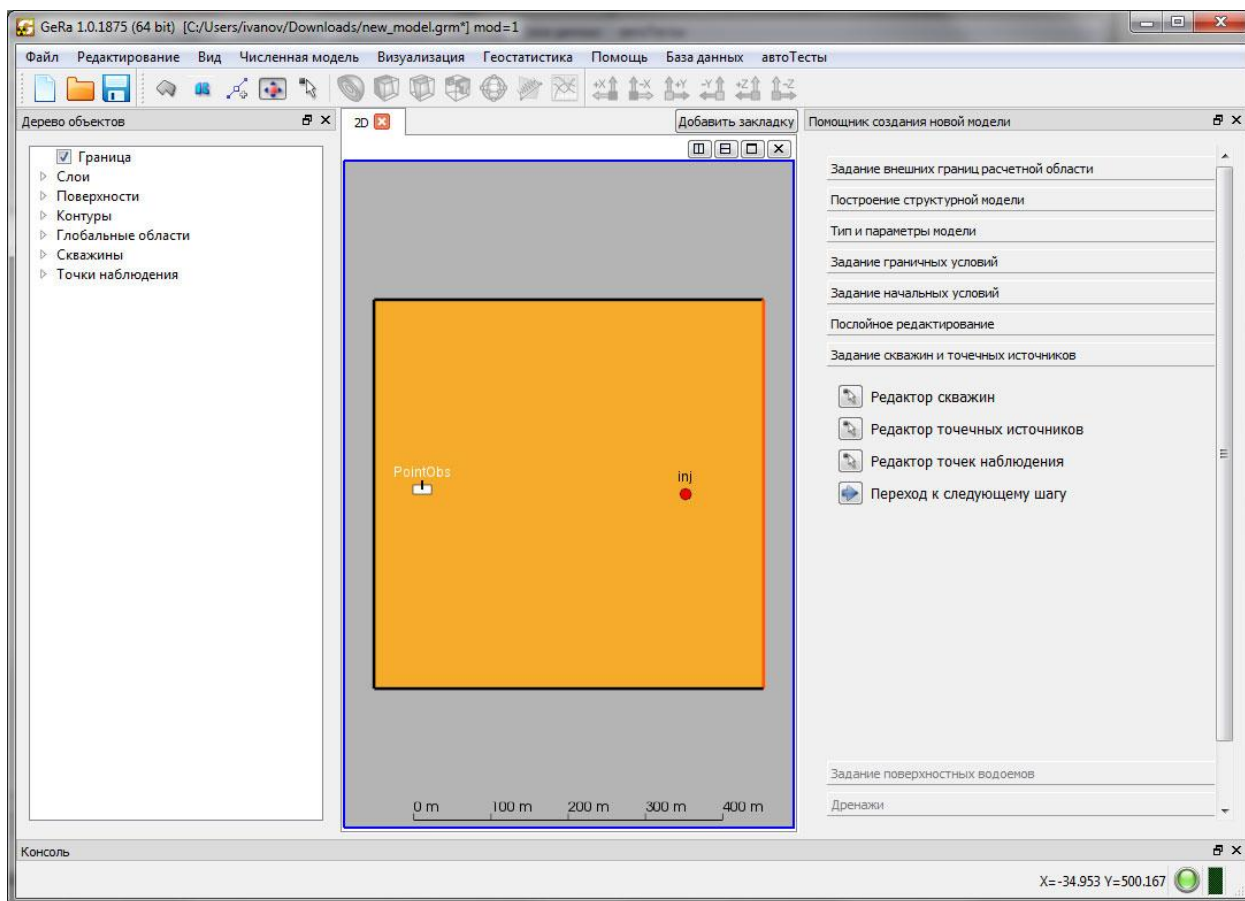 GeRa 1.0.1875 (64 bit) [C:/Users/ivanov/Downloads/new_model.grm*] mod=1
Файл Редактирование Вид Численная модель Визуализация Геостатистика Помощь База данных автоТесты
+X -X +Y -Y +Z -Z
Дерево объектов
Граница
Слои
Поверхности
Контуры
Глобальные области
Скважины
Точки наблюдения
2D
Добавить закладку
PointObs
inj
0 m 100 m 200 m 300 m 400 m
Помощник создания новой модели
Задание внешних границ расчетной области
Построение структурной модели
Тип и параметры модели
Задание граничных условий
Задание начальных условий
Послойное редактирование
Задание скважин и точечных источников
Редактор скважин
Редактор точечных источников
Редактор точек наблюдения
Переход к следующему шагу
Задание поверхностных водоемов
Дренажи
Консоль
X=-34.953 Y=500.167